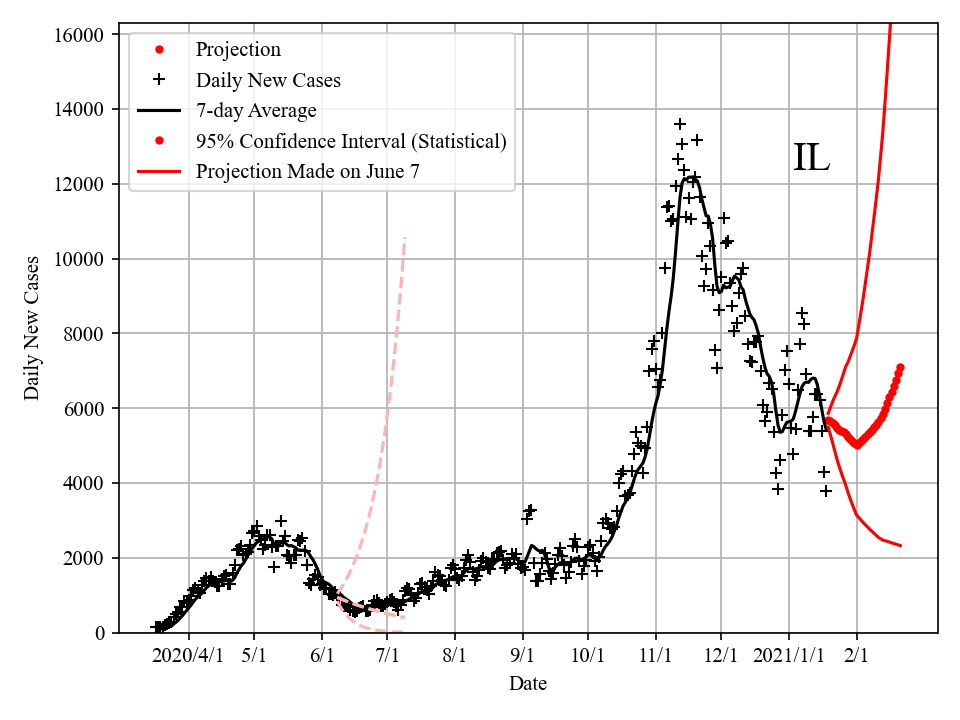 16000
14000
12000
10000
8000
6000
4000
2000
0
Daily New Cases
Projection
Daily New Cases
7-day Average
95% Confidence Interval (Statistical)
Projection Made on June 7
IL
2020/4/1 5/1 6/1 7/1 8/1 9/1 10/1 11/1 12/1 2021/1/1 2/1
Date